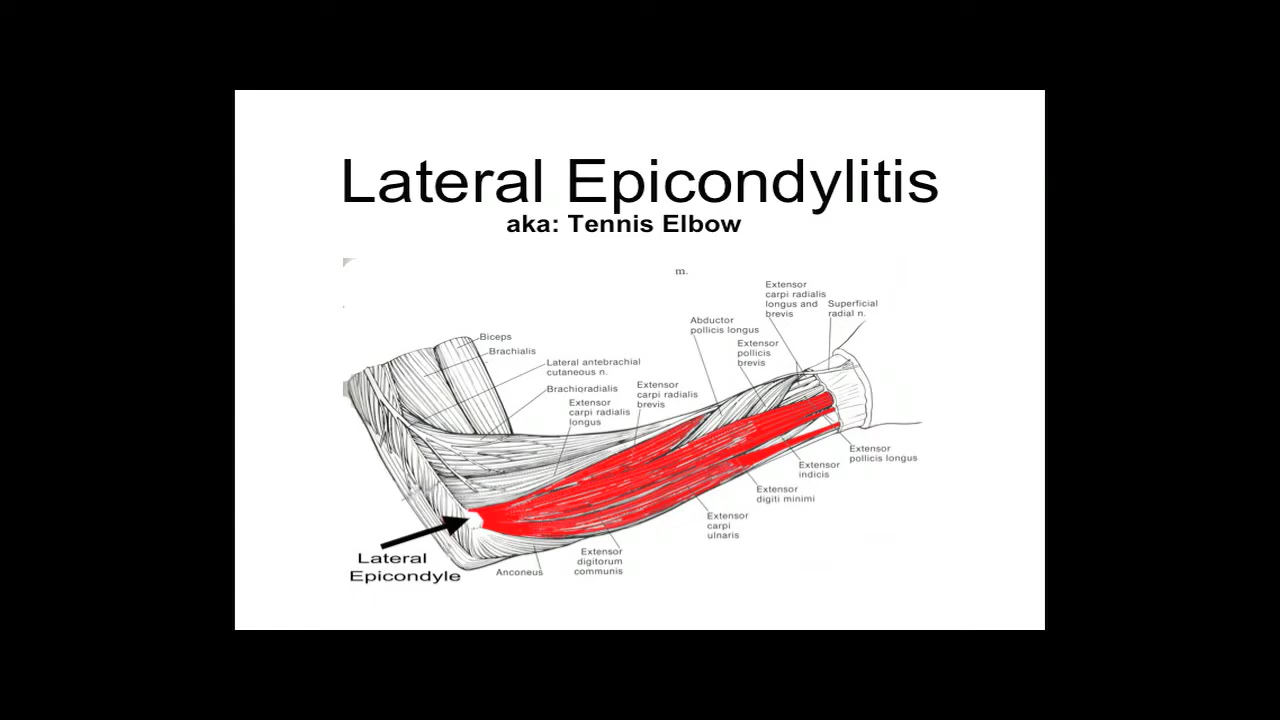 Lateral Epicondylitis
aka: Tennis Elbow
m.
Extensor
carpi radialis
longus and
brevis
Superficial
radial n.
Abductor
pollicis longus
Extensor
pollicis
brevis
Biceps
Brachialis
Lateral antebrachial
cutaneous n.
Brachioradialis
Extensor
carpi radialis
brevis
Extensor
carpi radialis
longus
Extensor
pollicis longus
Extensor
indicis
Extensor
digiti minimi
Extensor
carpi
ulnaris
Extensor
digitorum
communis
Anconeus
Lateral
Epicondyle